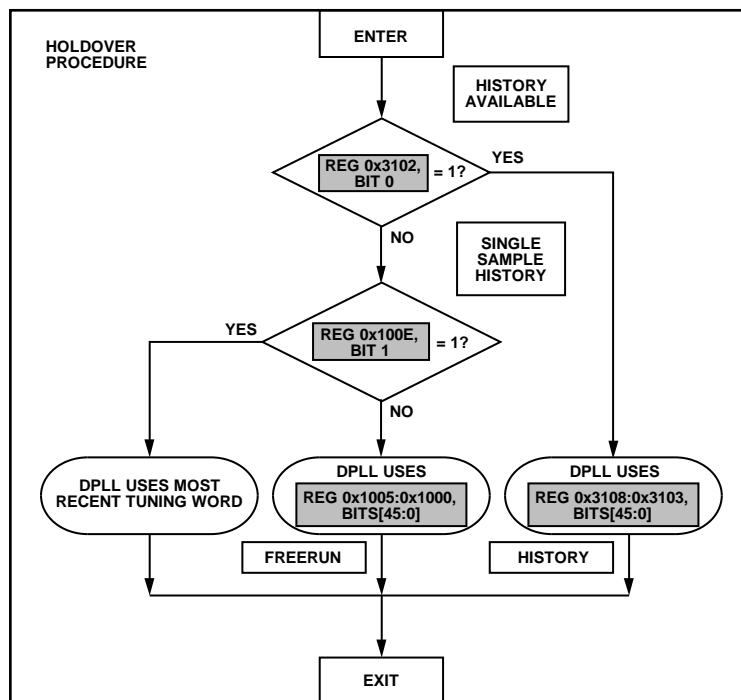 HOLDOVER
PROCEDURE
ENTER
HISTORY
AVAILABLE
REG 0x3102,
BIT 0
= 1?
YES
NO
SINGLE
SAMPLE
HISTORY
YES
REG 0x100E,
BIT 1
= 1?
NO
DPLL USES MOST
RECENT TUNING WORD
DPLL USES
REG 0x1005:0x1000,
BITS[45:0]
DPLL USES
REG 0x3108:0x3103,
BITS[45:0]
FREERUN
HISTORY
EXIT